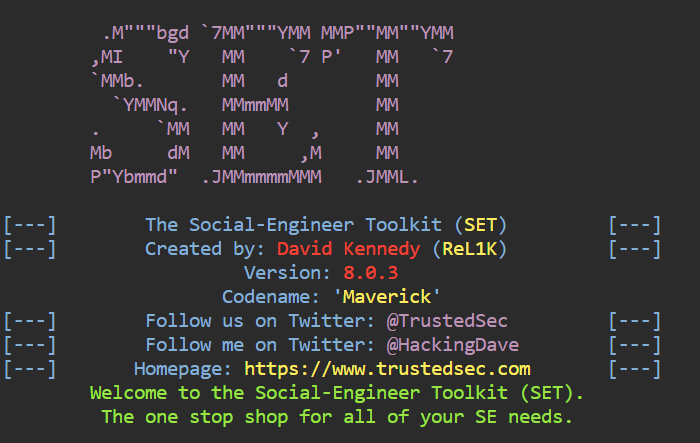 .M"""bgd `7MM"""YMM MMP""MM""YMM
,MI    "Y   MM    `7 P'   MM   `7
`MMb.       MM   d        MM
  `YMMNq.   MMmmMM        MM
.     `MM   MM   Y  ,     MM
Mb     dM   MM     ,M     MM
P"Ybmmd"  .JMMmmmmMMM   .JMML.
[---] The Social-Engineer Toolkit (SET) [---]
[---] Created by: David Kennedy (ReL1K) [---]
Version: 8.0.3
Codename: 'Maverick'
[---] Follow us on Twitter: @TrustedSec [---]
[---] Follow me on Twitter: @HackingDave [---]
[---] Homepage: https://www.trustedsec.com [---]
Welcome to the Social-Engineer Toolkit (SET).
The one stop shop for all of your SE needs.